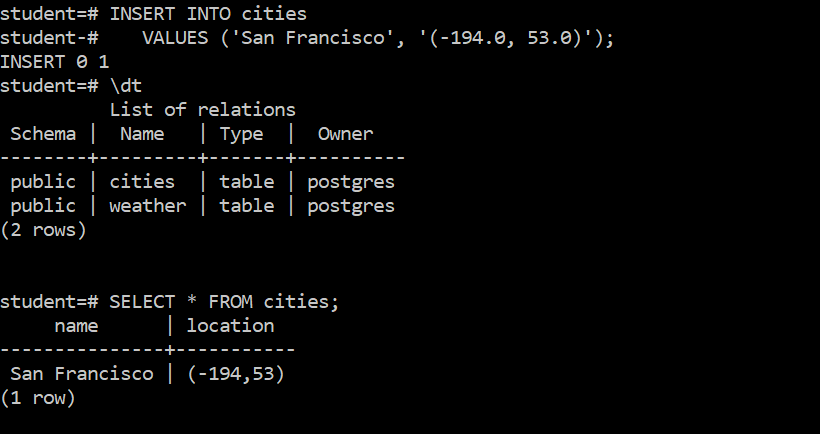 student=# INSERT INTO cities
student-#    VALUES ('San Francisco', '(-194.0, 53.0)');
INSERT 0 1
student=# \dt
          List of relations
 Schema |  Name   | Type  |  Owner
--------+---------+-------+----------
 public | cities  | table | postgres
 public | weather | table | postgres
(2 rows)
student=# SELECT * FROM cities;
     name      | location
---------------+-----------
 San Francisco | (-194,53)
(1 row)